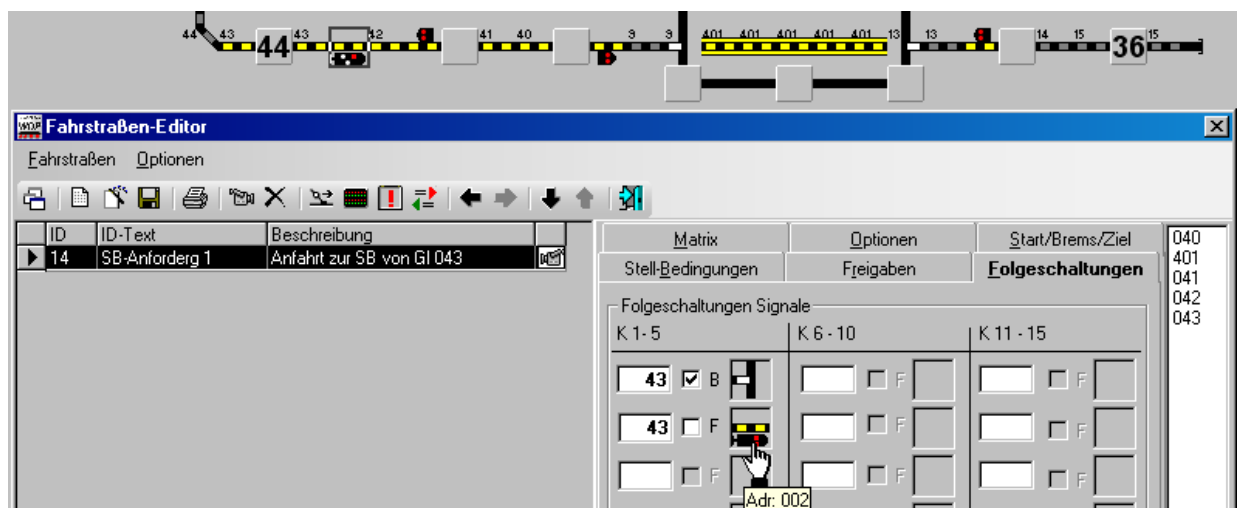 44 43 43 42 41 40 9 9 401 401 401 401 401 13 13 14 15 15
44 36
Fahrstraßen-Editor
Fahrstraßen Optionen
ID ID-Text Beschreibung
14 SB-Anforderg 1 Anfahrt zur SB von Gl 043
Matrix Optionen Start/Brems/Ziel
Stell-Bedingungen Freigaben Folgeschaltungen
040
401
041
042
043
Folgeschaltungen Signale
K 1- 5 K 6 - 10 K 11 - 15
43 B F F
43 F F F
F F F
Adr: 002